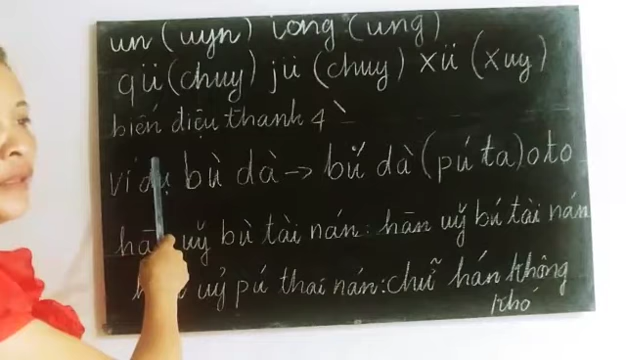 un (uyn) iong (ung)
qü (chuy) jü (chuy) xü (xuy)
biến điệu thanh 4 \
ví dụ bù dà → bú dà (pú ta) oto
hā uỷ bù tài nán: hān uỷ bú tài nán
uỷ pú thai nán: chữ hán không
khó